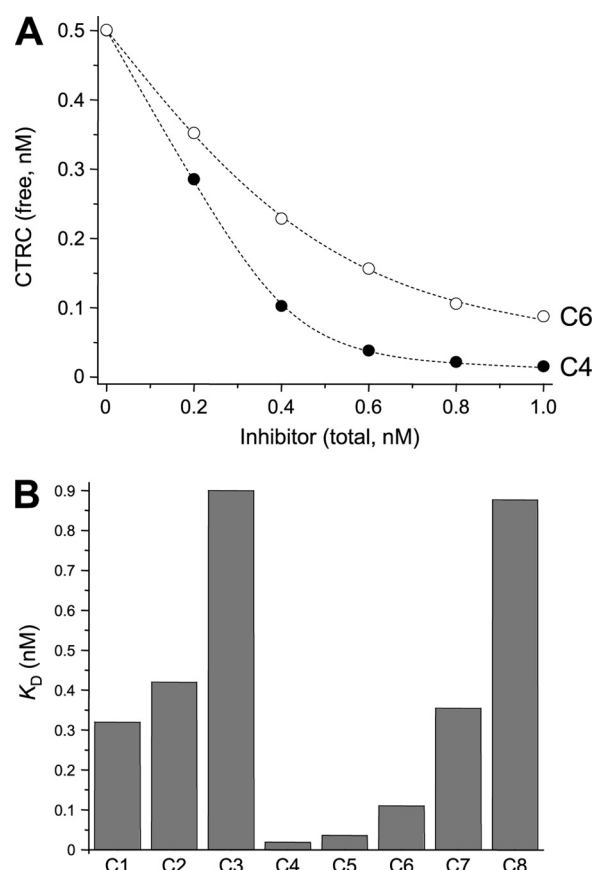 A
CTRC (free, nM)
0.5
0.4
0.3
0.2
0.1
0
C6
C4
0 0.2 0.4 0.6 0.8 1.0
Inhibitor (total, nM)
B
K_D (nM)
0.9
0.8
0.7
0.6
0.5
0.4
0.3
0.2
0.1
0
C1 C2 C3 C4 C5 C6 C7 C8